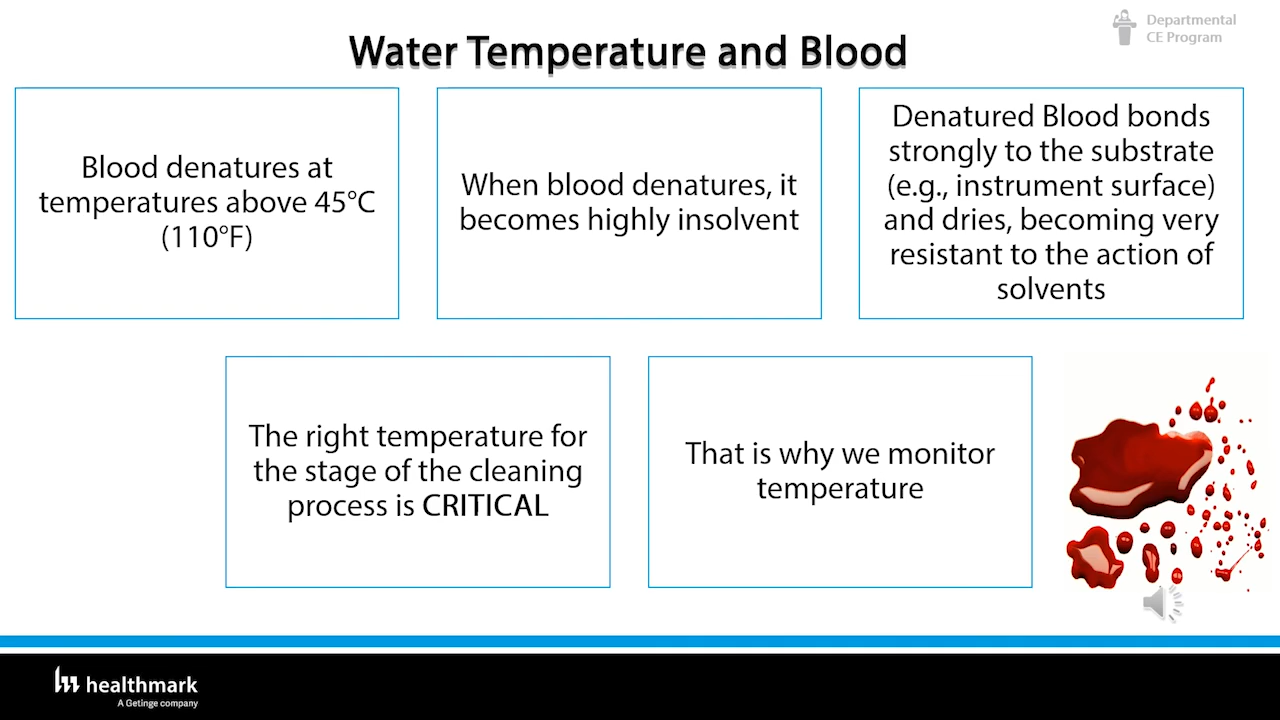 Departmental
CE Program
Water Temperature and Blood
Blood denatures at
temperatures above 45°C
(110°F)
When blood denatures, it
becomes highly insolvent
Denatured Blood bonds
strongly to the substrate
(e.g., instrument surface)
and dries, becoming very
resistant to the action of
solvents
The right temperature for
the stage of the cleaning
process is CRITICAL
That is why we monitor
temperature
healthmark
A Getinge company